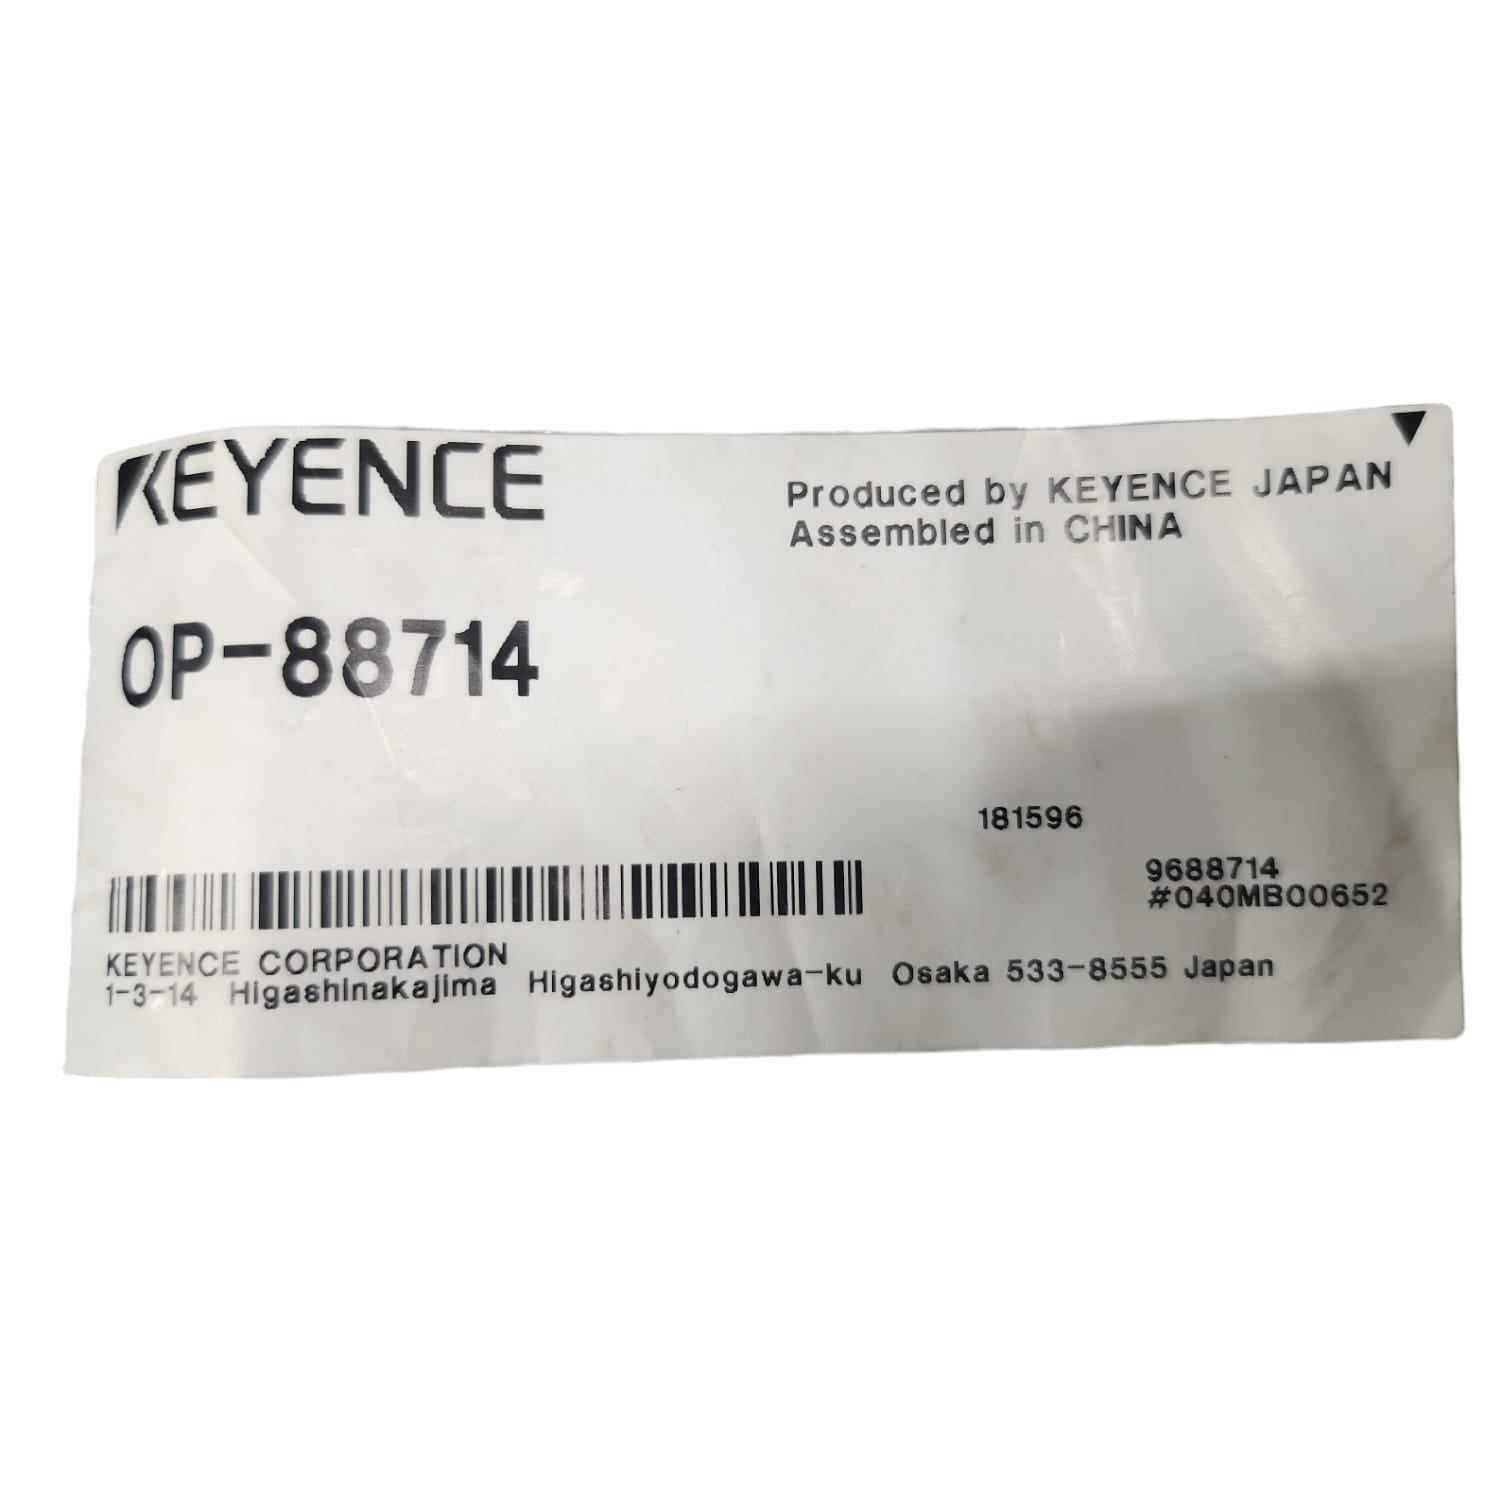 KEYENCE
Produced by KEYENCE JAPAN
Assembled in CHINA
OP-88714
181596
9688714
#040MB00652
KEYENCE CORPORATION
1-3-14 Higashinakajima Higashiyodogawa-ku Osaka 533-8555 Japan